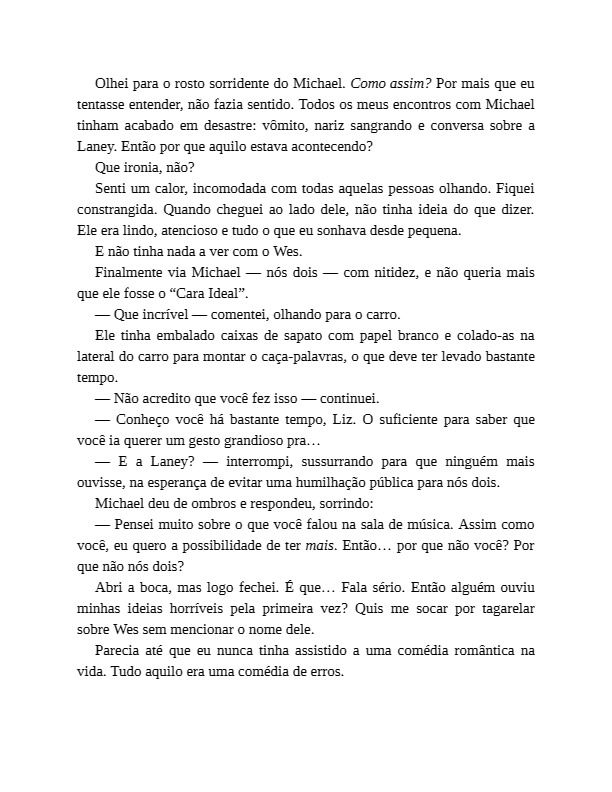 Olhei para o rosto sorridente do Michael. Como assim? Por mais que eu
tentasse entender, não fazia sentido. Todos os meus encontros com Michael
tinham acabado em desastre: vômito, nariz sangrando e conversa sobre a
Laney. Então por que aquilo estava acontecendo?
Que ironia, não?
Senti um calor, incomodada com todas aquelas pessoas olhando. Fiquei
constrangida. Quando cheguei ao lado dele, não tinha ideia do que dizer.
Ele era lindo, atencioso e tudo o que eu sonhava desde pequena.
E não tinha nada a ver com o Wes.
Finalmente via Michael — nós dois — com nitidez, e não queria mais
que ele fosse o “Cara Ideal”.
— Que incrível — comentei, olhando para o carro.
Ele tinha embalado caixas de sapato com papel branco e colado-as na
lateral do carro para montar o caça-palavras, o que deve ter levado bastante
tempo.
— Não acredito que você fez isso — continuei.
— Conheço você há bastante tempo, Liz. O suficiente para saber que
você ia querer um gesto grandioso pra…
— E a Laney? — interrompi, sussurrando para que ninguém mais
ouvisse, na esperança de evitar uma humilhação pública para nós dois.
Michael deu de ombros e respondeu, sorrindo:
— Pensei muito sobre o que você falou na sala de música. Assim como
você, eu quero a possibilidade de ter mais. Então… por que não você? Por
que não nós dois?
Abri a boca, mas logo fechei. É que… Fala sério. Então alguém ouviu
minhas ideias horríveis pela primeira vez? Quis me socar por tagarelar
sobre Wes sem mencionar o nome dele.
Parecia até que eu nunca tinha assistido a uma comédia romântica na
vida. Tudo aquilo era uma comédia de erros.